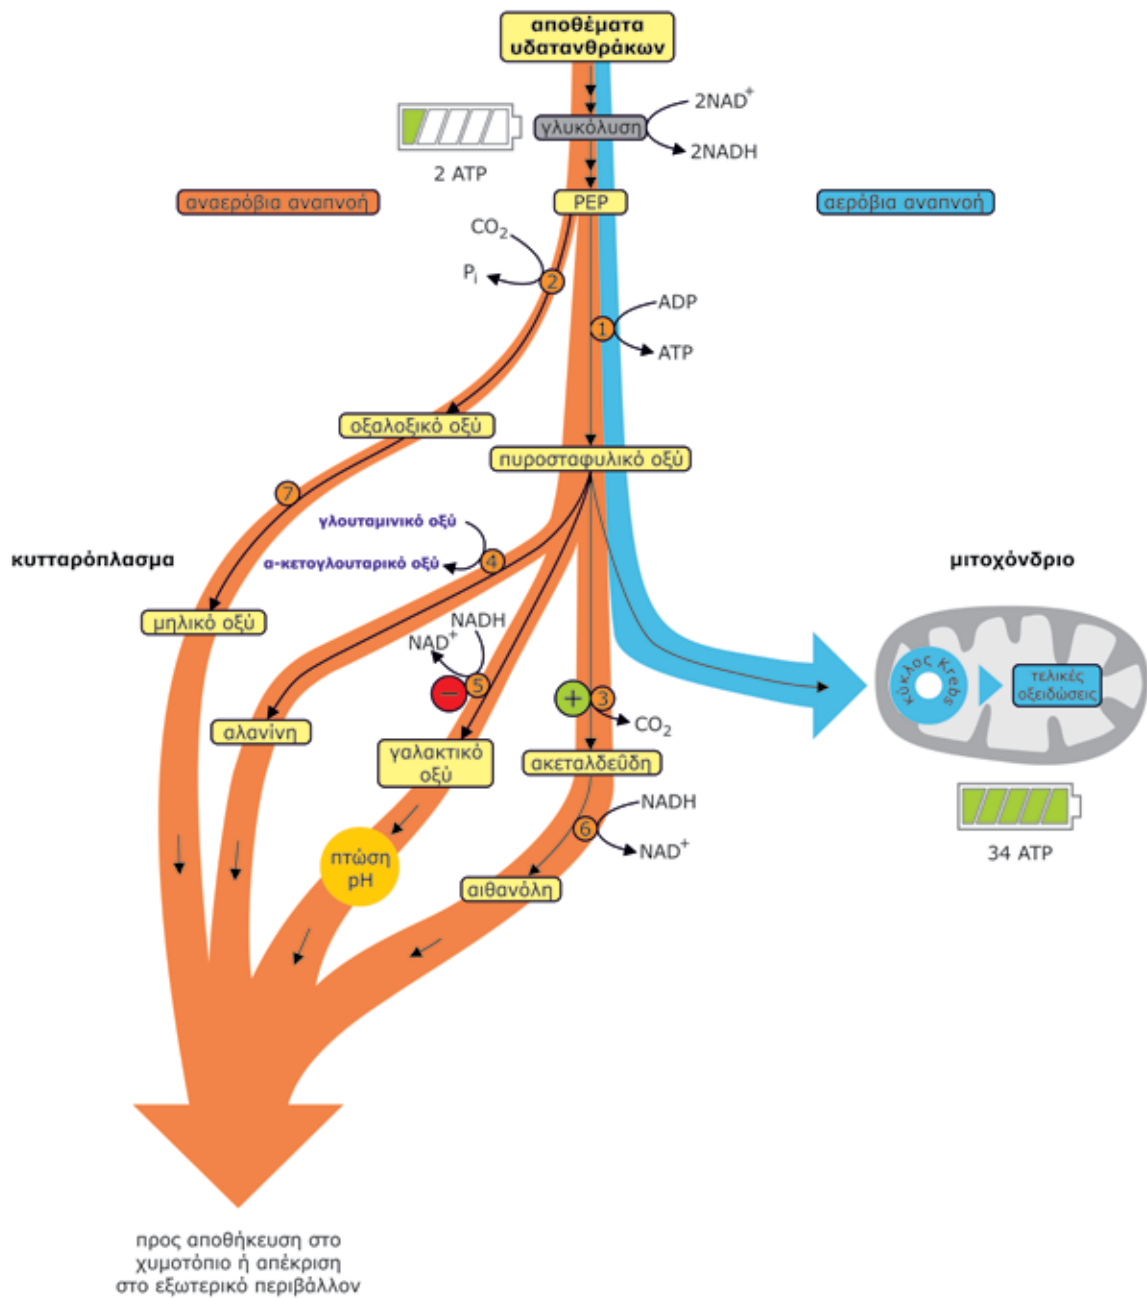 αποθέματα
υδατανθράκων
2NAD+
γλυκόλυση
2NADH
2 ATP
αναερόβια αναπνοή
PEP
αερόβια αναπνοή
CO2
Pi
2
ADP
1
ATP
οξαλοξικό οξύ
πυροσταφυλικό οξύ
7
γλουταμινικό οξύ
4
α-κετογλουταρικό οξύ
κυτταρόπλασμα
μιτοχόνδριο
μηλικό οξύ
NADH
NAD+
5
−
+
3
CO2
κύκλος Krebs
τελικές
οξειδώσεις
αλανίνη
γαλακτικό
οξύ
ακεταλδεΰδη
NADH
6
NAD+
34 ATP
πτώση
pH
αιθανόλη
προς αποθήκευση στο
χυμοτόπιο ή απέκριση
στο εξωτερικό περιβάλλον